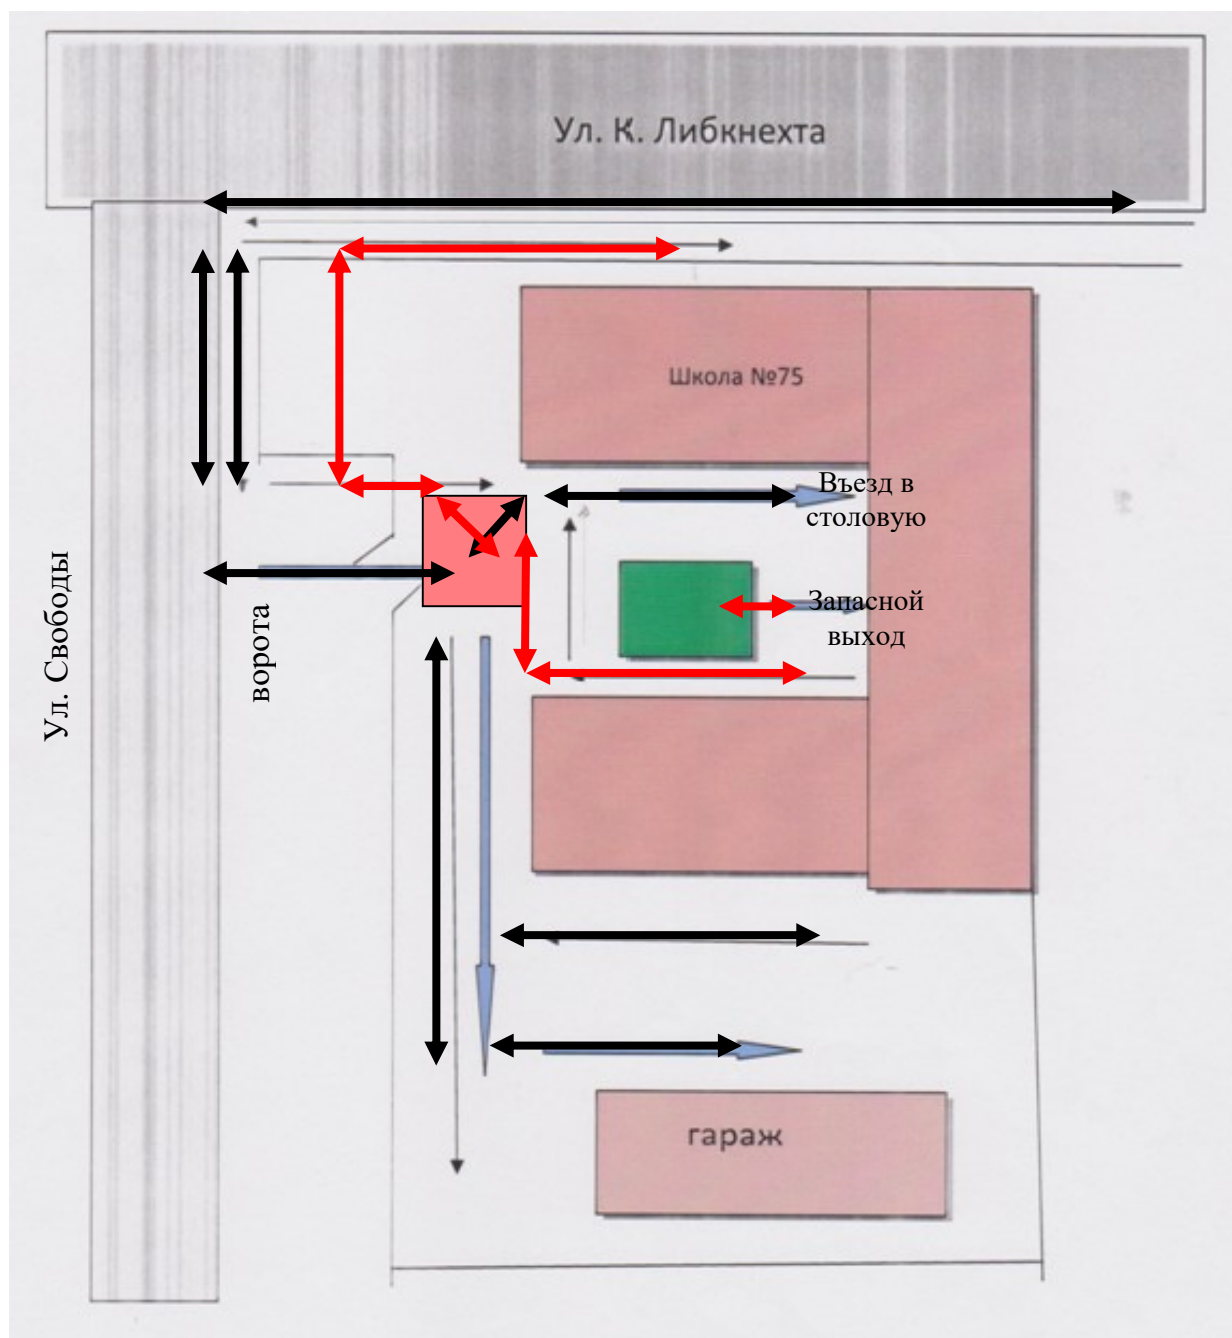 Ул. К. Либкнехта
Школа №75
Въезд в
столовую
Запасной
выход
Ул. Свободы
ворота
гараж